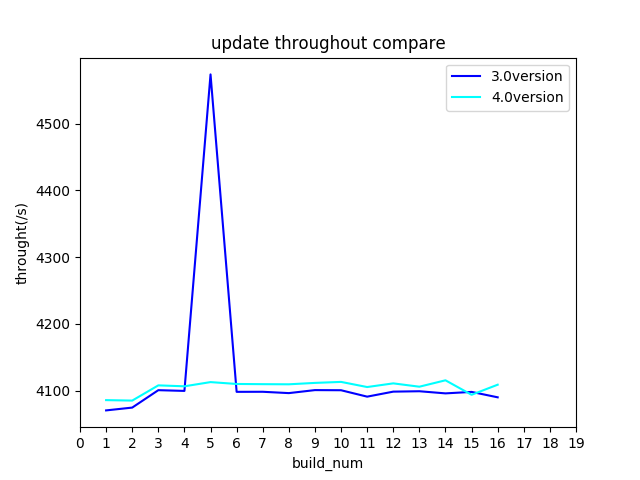 update throughout compare
3.0version
4.0version
throught(/s)
4500
4400
4300
4200
4100
0 1 2 3 4 5 6 7 8 9 10 11 12 13 14 15 16 17 18 19
build_num